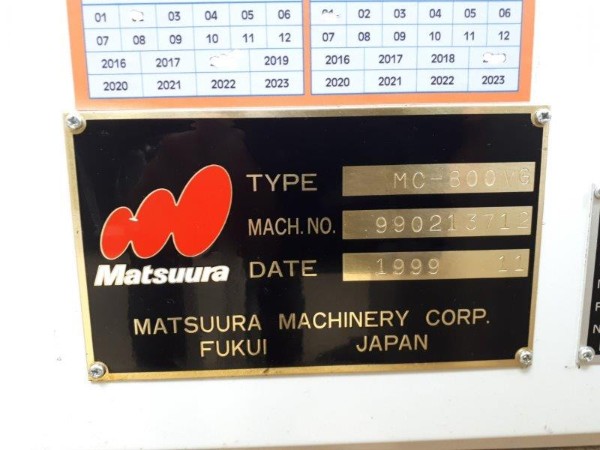 01 03 04 05 06 01 03 04 05 06
07 08 09 10 11 12 07 08 09 10 11 12
2016 2017 2019 2016 2017 2018
2020 2021 2022 2023 2020 2021 2022 2023
TYPE MC-800VG
MACH. NO. 990213712
Matsuura DATE 1999 11
MATSUURA MACHINERY CORP.
FUKUI JAPAN